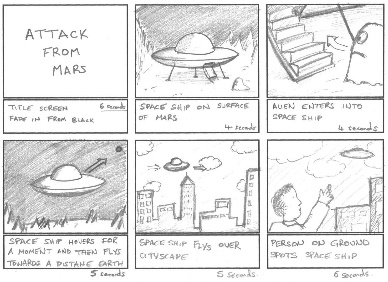 ATTACK
FROM
MARS
TITLE SCREEN 6 seconds
FADE IN FROM BLACK
SPACE SHIP ON SURFACE
OF MARS
4 seconds
ALIEN ENTERS INTO
SPACE SHIP
4 seconds
SPACE SHIP HOVERS FOR
A MOMENT AND THEN FLYS
TOWARDS A DISTANT EARTH
5 seconds
SPACE SHIP FLYS OVER
CITYSCAPE
5 seconds
PERSON ON GROUND
SPOTS SPACE SHIP
6 seconds